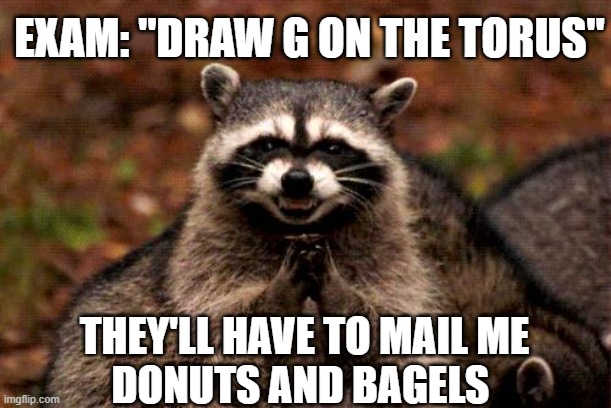 EXAM: "DRAW G ON THE TORUS"
THEY'LL HAVE TO MAIL ME
DONUTS AND BAGELS
imgflip.com